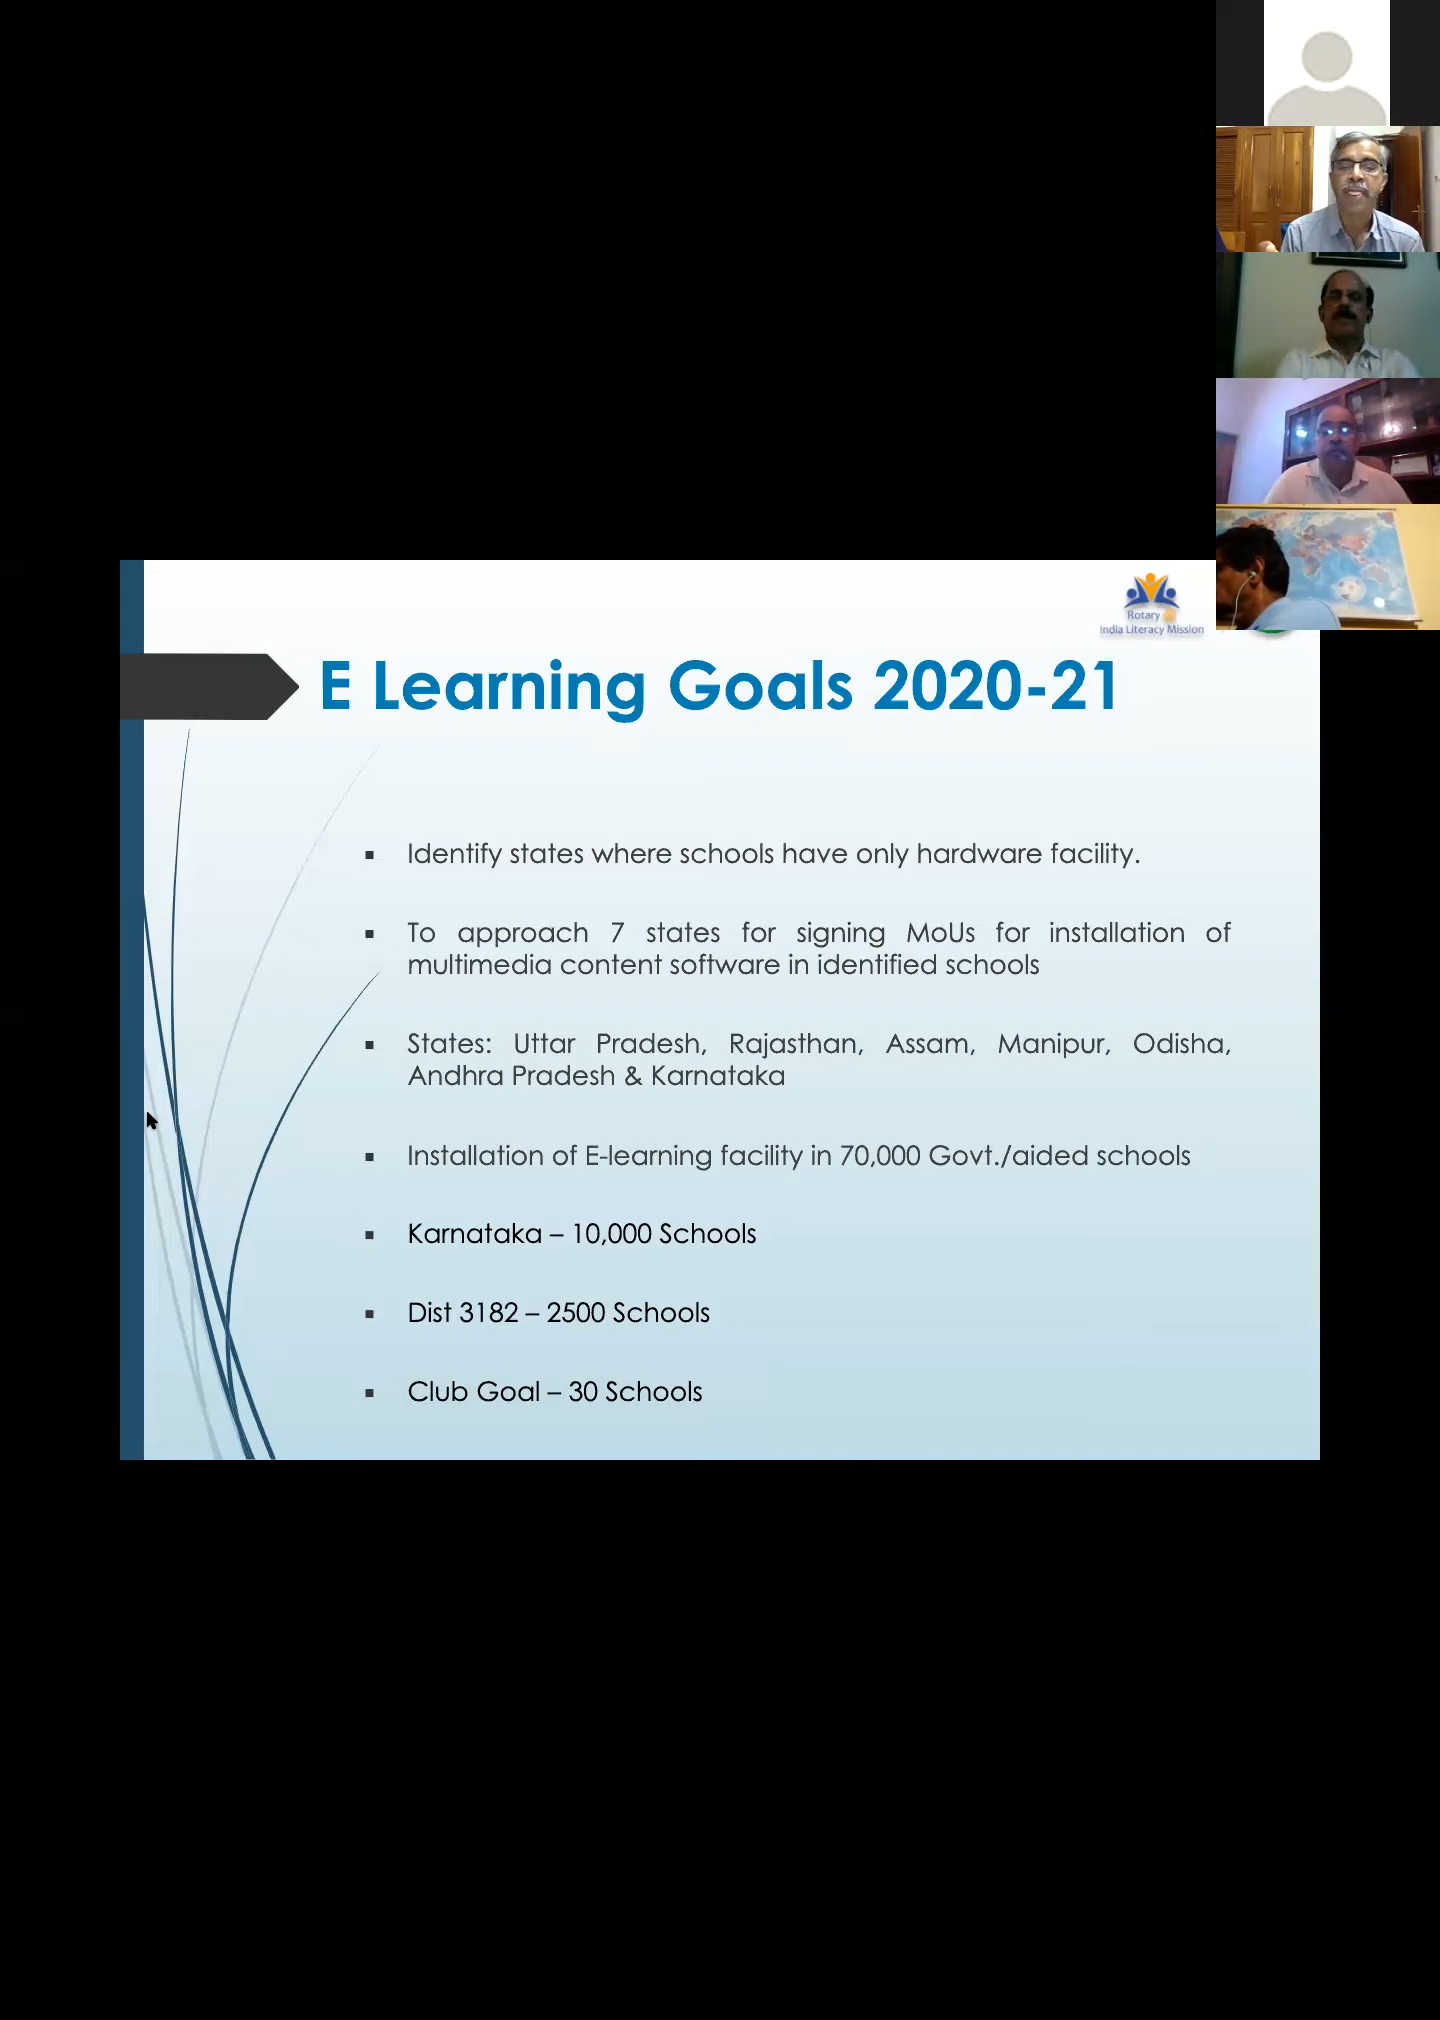 Rotary
India Literacy Mission
E Learning Goals 2020-21
▪ Identify states where schools have only hardware facility.
▪ To approach 7 states for signing MoUs for installation of
multimedia content software in identified schools
▪ States: Uttar Pradesh, Rajasthan, Assam, Manipur, Odisha,
Andhra Pradesh & Karnataka
▪ Installation of E-learning facility in 70,000 Govt./aided schools
▪ Karnataka – 10,000 Schools
▪ Dist 3182 – 2500 Schools
▪ Club Goal – 30 Schools